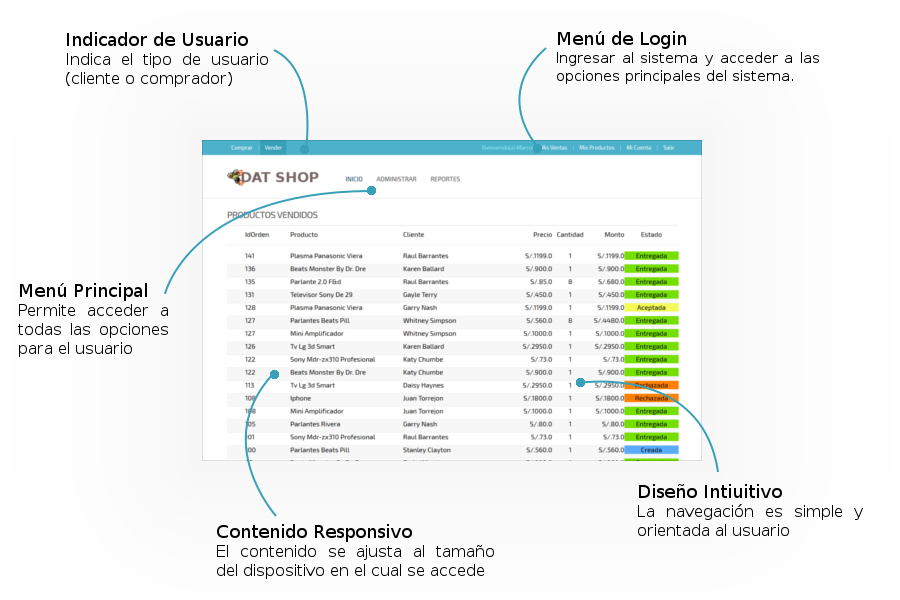 Indicador de Usuario
Indica el tipo de usuario
(cliente o comprador)
Menú de Login
Ingresar al sistema y acceder a las
opciones principales del sistema.
Comprar Vender Bienvenido(a) Marco Mis Ventas | Mis Productos | Mi Cuenta | Salir
DAT SHOP INICIO ADMINISTRAR REPORTES
PRODUCTOS VENDIDOS
IdOrden Producto Cliente Precio Cantidad Monto Estado
141 Plasma Panasonic Viera Raul Barrantes S/.1199.0 1 S/.1199.0 Entregada
136 Beats Monster By Dr. Dre Karen Ballard S/.900.0 1 S/.900.0 Entregada
135 Parlante 2.0 F&d Raul Barrantes S/.85.0 8 S/.680.0 Entregada
131 Televisor Sony De 29 Gayle Terry S/.450.0 1 S/.450.0 Entregada
128 Plasma Panasonic Viera Garry Nash S/.1199.0 1 S/.1199.0 Aceptada
127 Parlantes Beats Pill Whitney Simpson S/.560.0 8 S/.4480.0 Entregada
127 Mini Amplificador Whitney Simpson S/.1000.0 1 S/.1000.0 Entregada
126 Tv Lg 3d Smart Karen Ballard S/.2950.0 1 S/.2950.0 Entregada
122 Sony Mdr-zx310 Profesional Katy Chumbe S/.73.0 1 S/.73.0 Entregada
122 Beats Monster By Dr. Dre Katy Chumbe S/.900.0 1 S/.900.0 Entregada
113 Tv Lg 3d Smart Daisy Haynes S/.2950.0 1 S/.2950.0 Rechazada
108 Iphone Juan Torrejon S/.1800.0 1 S/.1800.0 Rechazada
108 Mini Amplificador Juan Torrejon S/.1000.0 1 S/.1000.0 Entregada
105 Parlantes Rivera Garry Nash S/.80.0 1 S/.80.0 Entregada
101 Sony Mdr-zx310 Profesional Raul Barrantes S/.73.0 1 S/.73.0 Entregada
100 Parlantes Beats Pill Stanley Clayton S/.560.0 1 S/.560.0 Creada
Menú Principal
Permite acceder a
todas las opciones
para el usuario
Diseño Intiuitivo
La navegación es simple y
orientada al usuario
Contenido Responsivo
El contenido se ajusta al tamaño
del dispositivo en el cual se accede